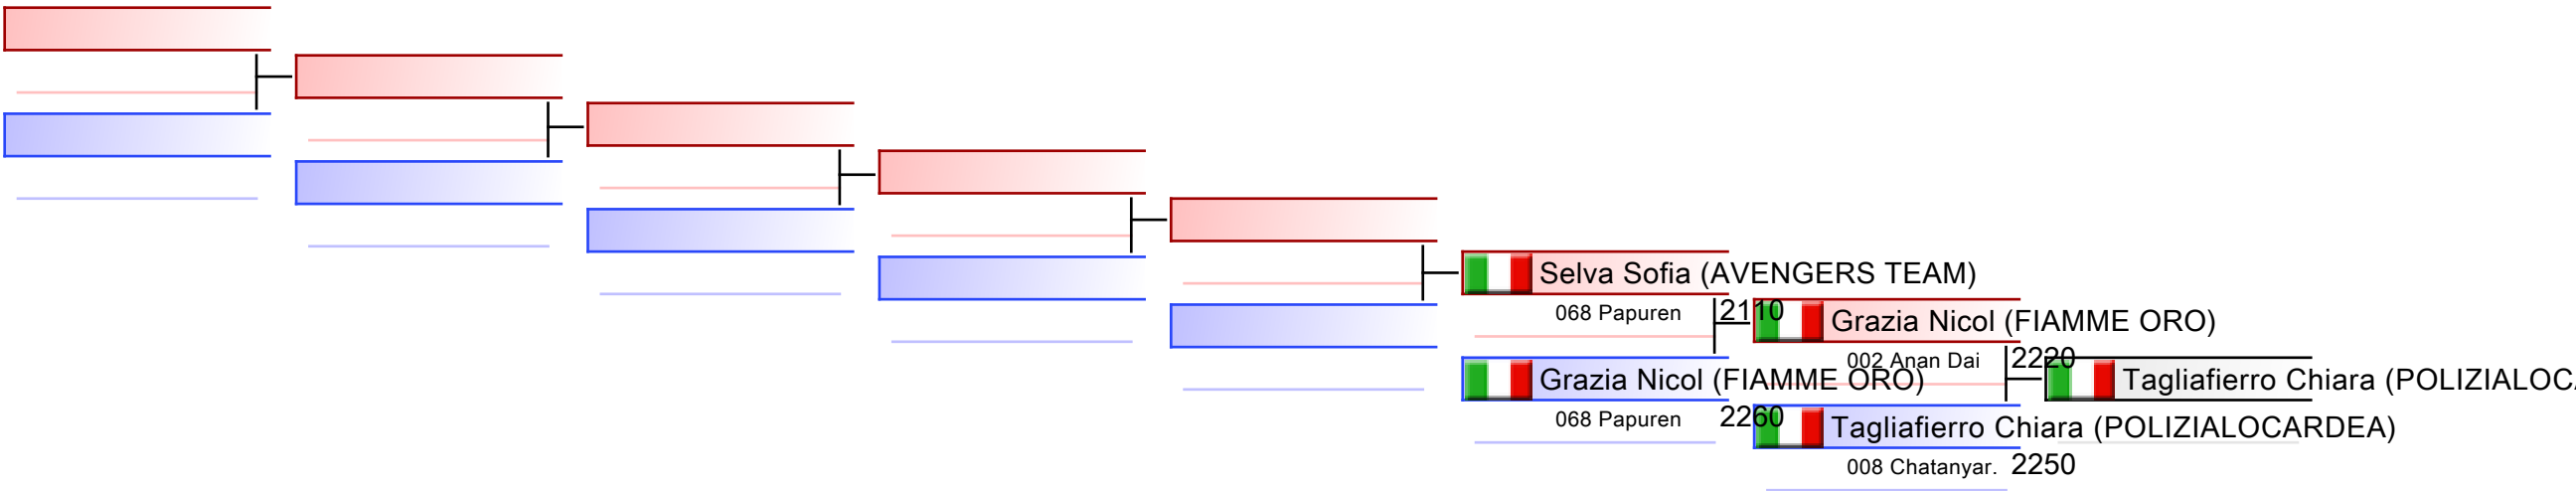 Selva Sofia (AVENGERS TEAM)
068 Papuren 2110
Grazia Nicol (FIAMME ORO)
068 Papuren 2260
Grazia Nicol (FIAMME ORO)
002 Anan Dai 2220
Tagliafierro Chiara (POLIZIALOCARDEA)
008 Chatanyar. 2250
Tagliafierro Chiara (POLIZIALOC